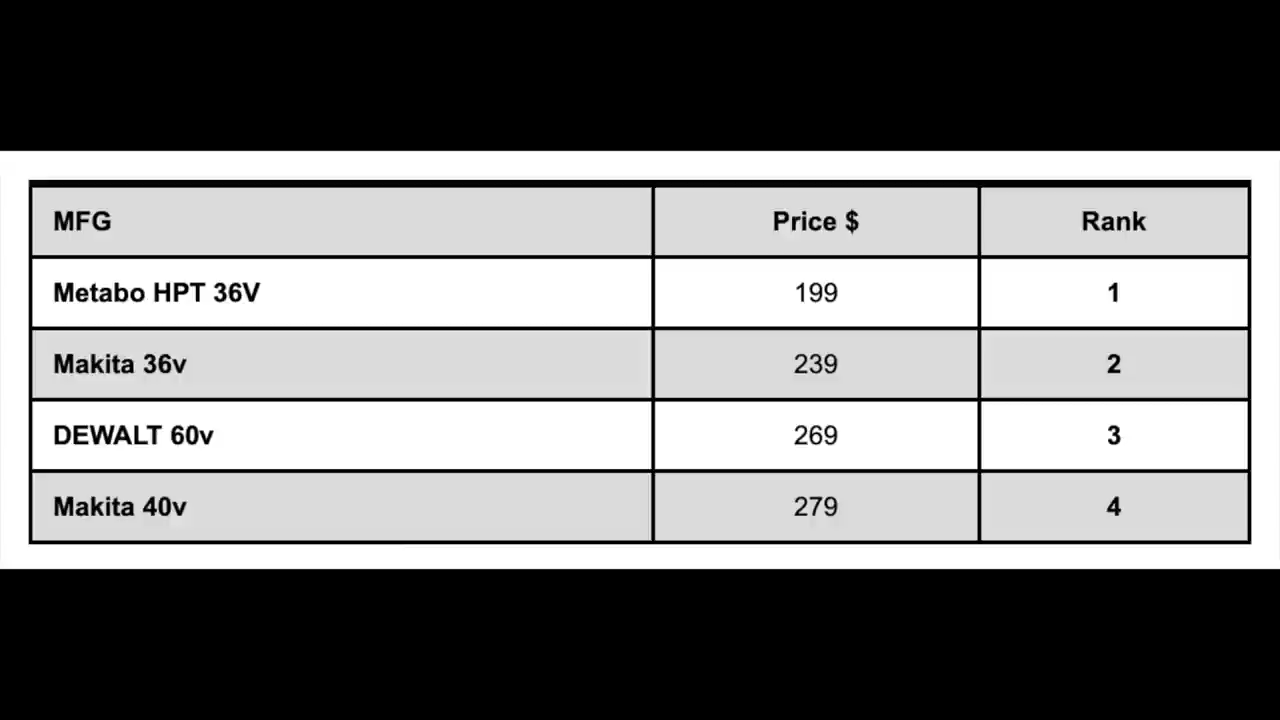 MFG Price $ Rank
Metabo HPT 36V 199 1
Makita 36v 239 2
DEWALT 60v 269 3
Makita 40v 279 4